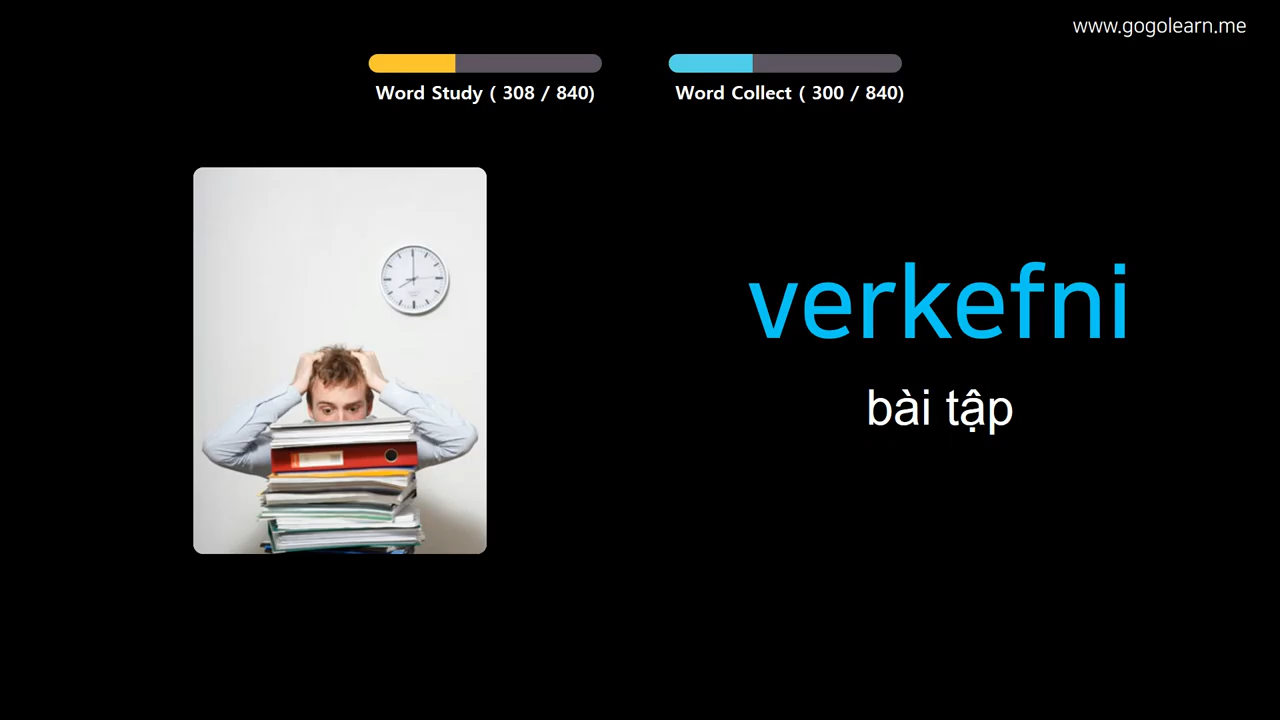 www.gogolearn.me
Word Study ( 308 / 840)
Word Collect ( 300 / 840)
verkefni
bài tập